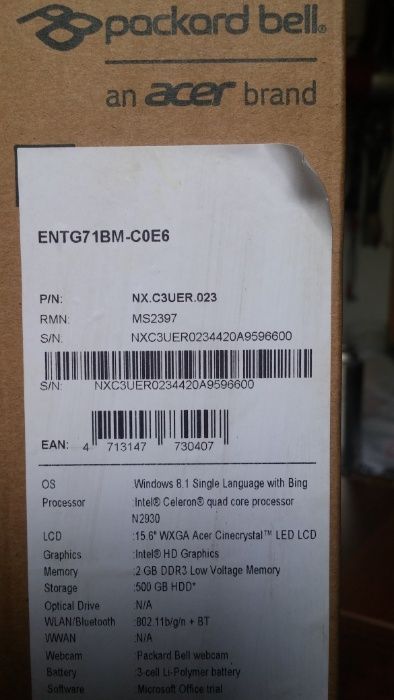 packard bell®
an acer brand
ENTG71BM-C0E6
P/N: NX.C3UER.023
RMN: MS2397
S/N: NXC3UER0234420A9596600
S/N: NXC3UER0234420A9596600
EAN: 4 713147 730407
OS :Windows 8.1 Single Language with Bing
Processor :Intel® Celeron® quad core processor
N2930
LCD :15.6" WXGA Acer Cinecrystal™ LED LCD
Graphics :Intel® HD Graphics
Memory :2 GB DDR3 Low Voltage Memory
Storage :500 GB HDD*
Optical Drive :N/A
WLAN/Bluetooth :802.11b/g/n + BT
WWAN :N/A
Webcam :Packard Bell webcam
Battery :3-cell Li-Polymer battery
Software :Microsoft Office trial